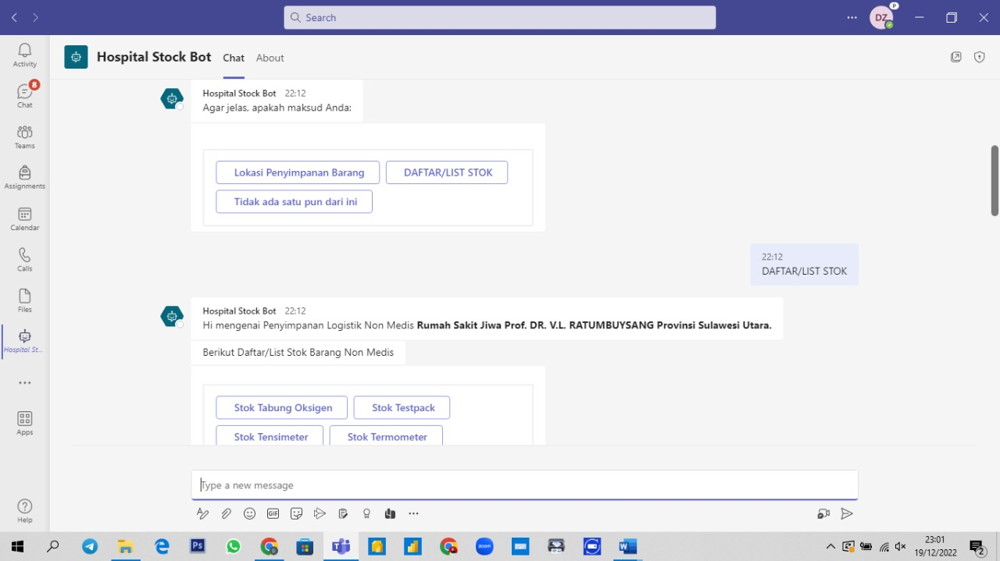 Search
DZ
P
Activity
8
Chat
Teams
Assignments
Calendar
Calls
Files
Hospital St...
Apps
Help
Hospital Stock Bot
Chat
About
Hospital Stock Bot 22:12
Agar jelas, apakah maksud Anda:
Lokasi Penyimpanan Barang
DAFTAR/LIST STOK
Tidak ada satu pun dari ini
22:12
DAFTAR/LIST STOK
Hospital Stock Bot 22:12
Hi mengenai Penyimpanan Logistik Non Medis Rumah Sakit Jiwa Prof. DR. V.L. RATUMBUYSANG Provinsi Sulawesi Utara.
Berikut Daftar/List Stok Barang Non Medis
Stok Tabung Oksigen
Stok Testpack
Stok Tensimeter
Stok Termometer
Type a new message
GIF
Ps
zoom
W
23:01
19/12/2022
2